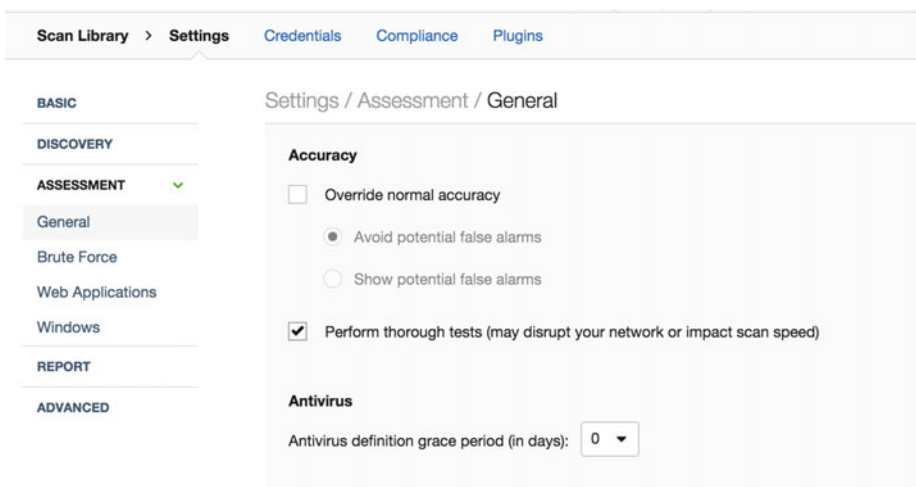 Scan Library > Settings Credentials Compliance Plugins
BASIC
DISCOVERY
ASSESSMENT
General
Brute Force
Web Applications
Windows
REPORT
ADVANCED
Settings / Assessment / General
Accuracy
Override normal accuracy
Avoid potential false alarms
Show potential false alarms
Perform thorough tests (may disrupt your network or impact scan speed)
Antivirus
Antivirus definition grace period (in days): 0